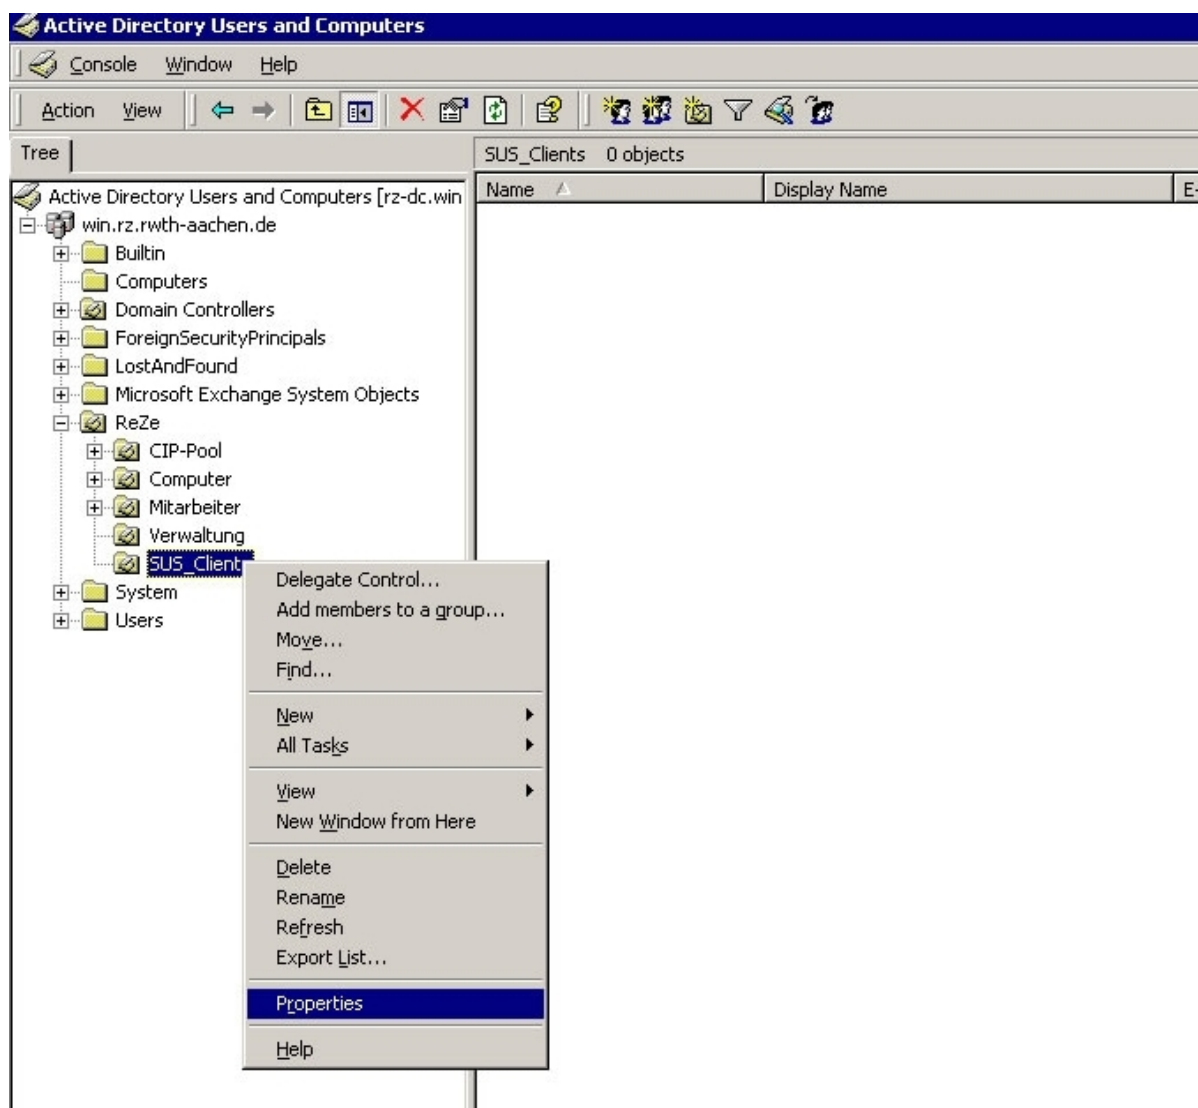 Active Directory Users and Computers
Console Window Help
Action View
Tree
SUS_Clients 0 objects
Name Display Name E-
Active Directory Users and Computers [rz-dc.win
win.rz.rwth-aachen.de
Builtin
Computers
Domain Controllers
ForeignSecurityPrincipals
LostAndFound
Microsoft Exchange System Objects
ReZe
CIP-Pool
Computer
Mitarbeiter
Verwaltung
SUS_Client
System
Users
Delegate Control...
Add members to a group...
Move...
Find...
New
All Tasks
View
New Window from Here
Delete
Rename
Refresh
Export List...
Properties
Help